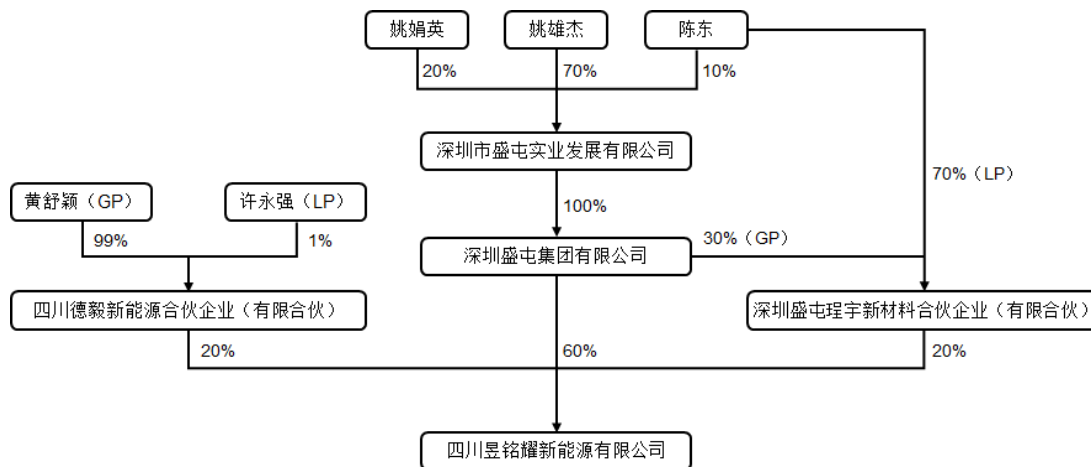 姚娟英
姚雄杰
陈东
20%
70%
10%
深圳市盛屯实业发展有限公司
70%（LP）
黄舒颖（GP）
许永强（LP）
100%
99%
1%
深圳盛屯集团有限公司
30%（GP）
四川德毅新能源合伙企业（有限合伙）
深圳盛屯珵宇新材料合伙企业（有限合伙）
20%
60%
20%
四川昱铭耀新能源有限公司